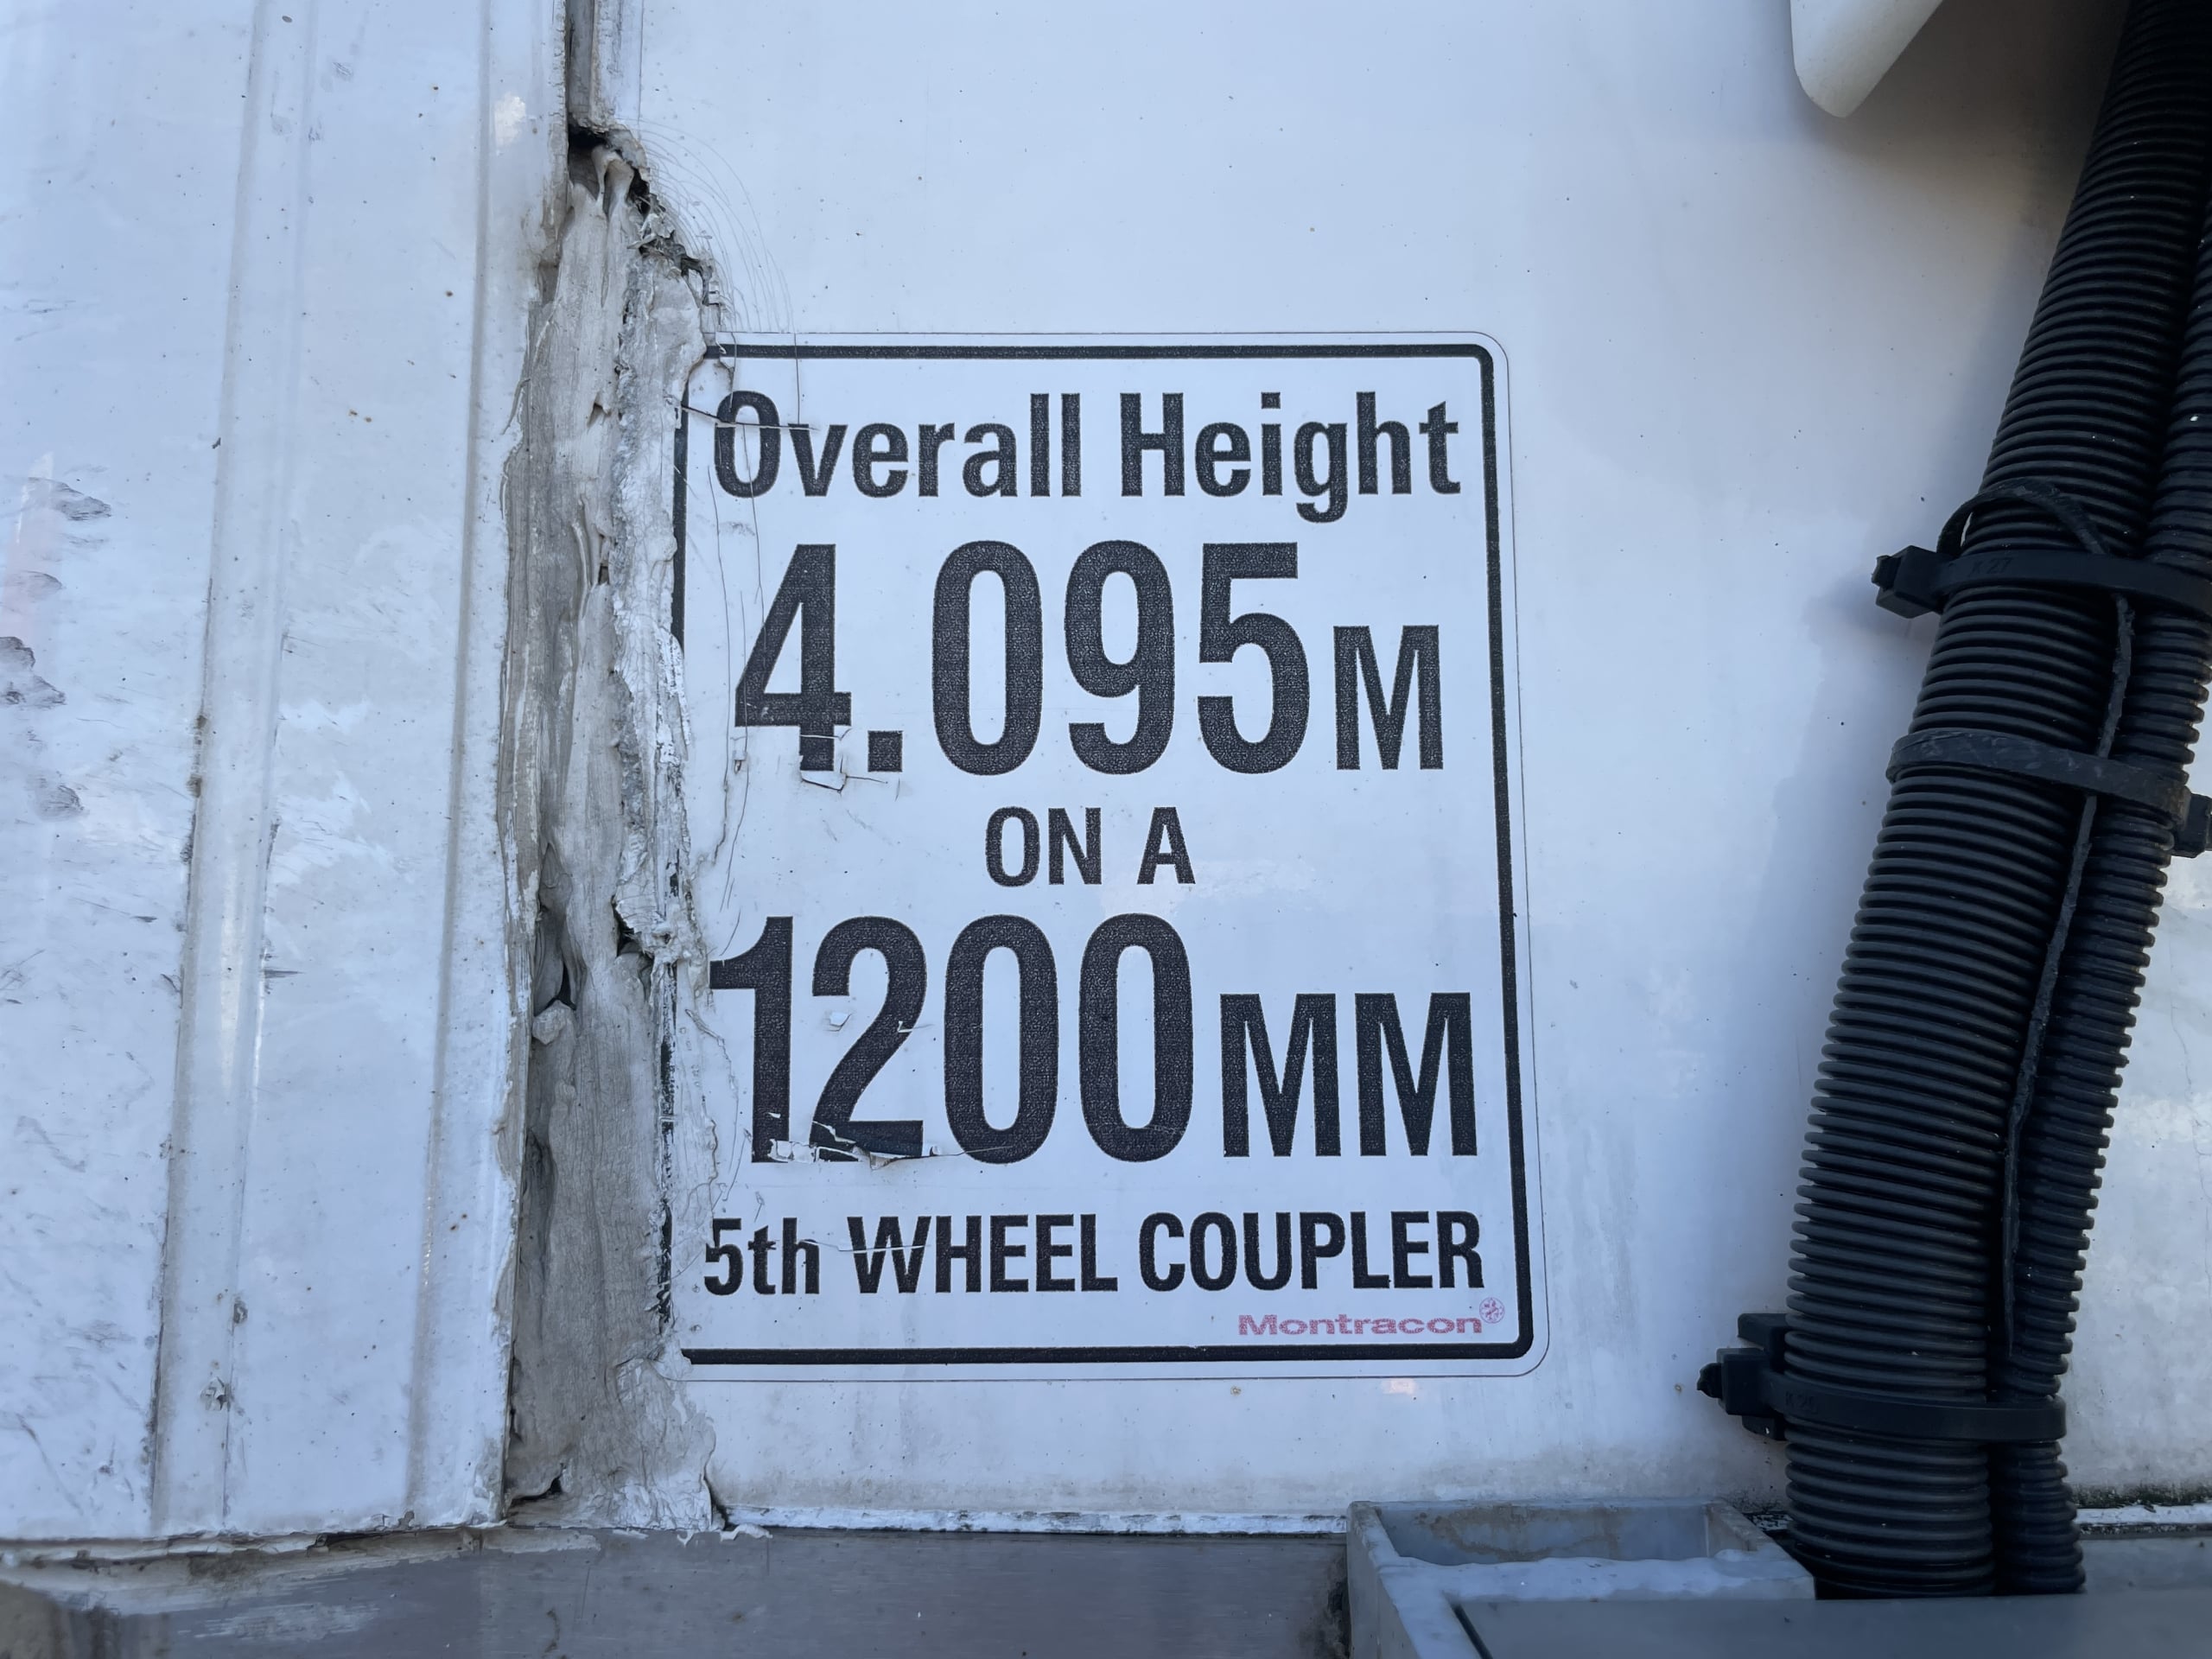 Overall Height
4.095M
ON A
1200MM
5th WHEEL COUPLER
Montracon